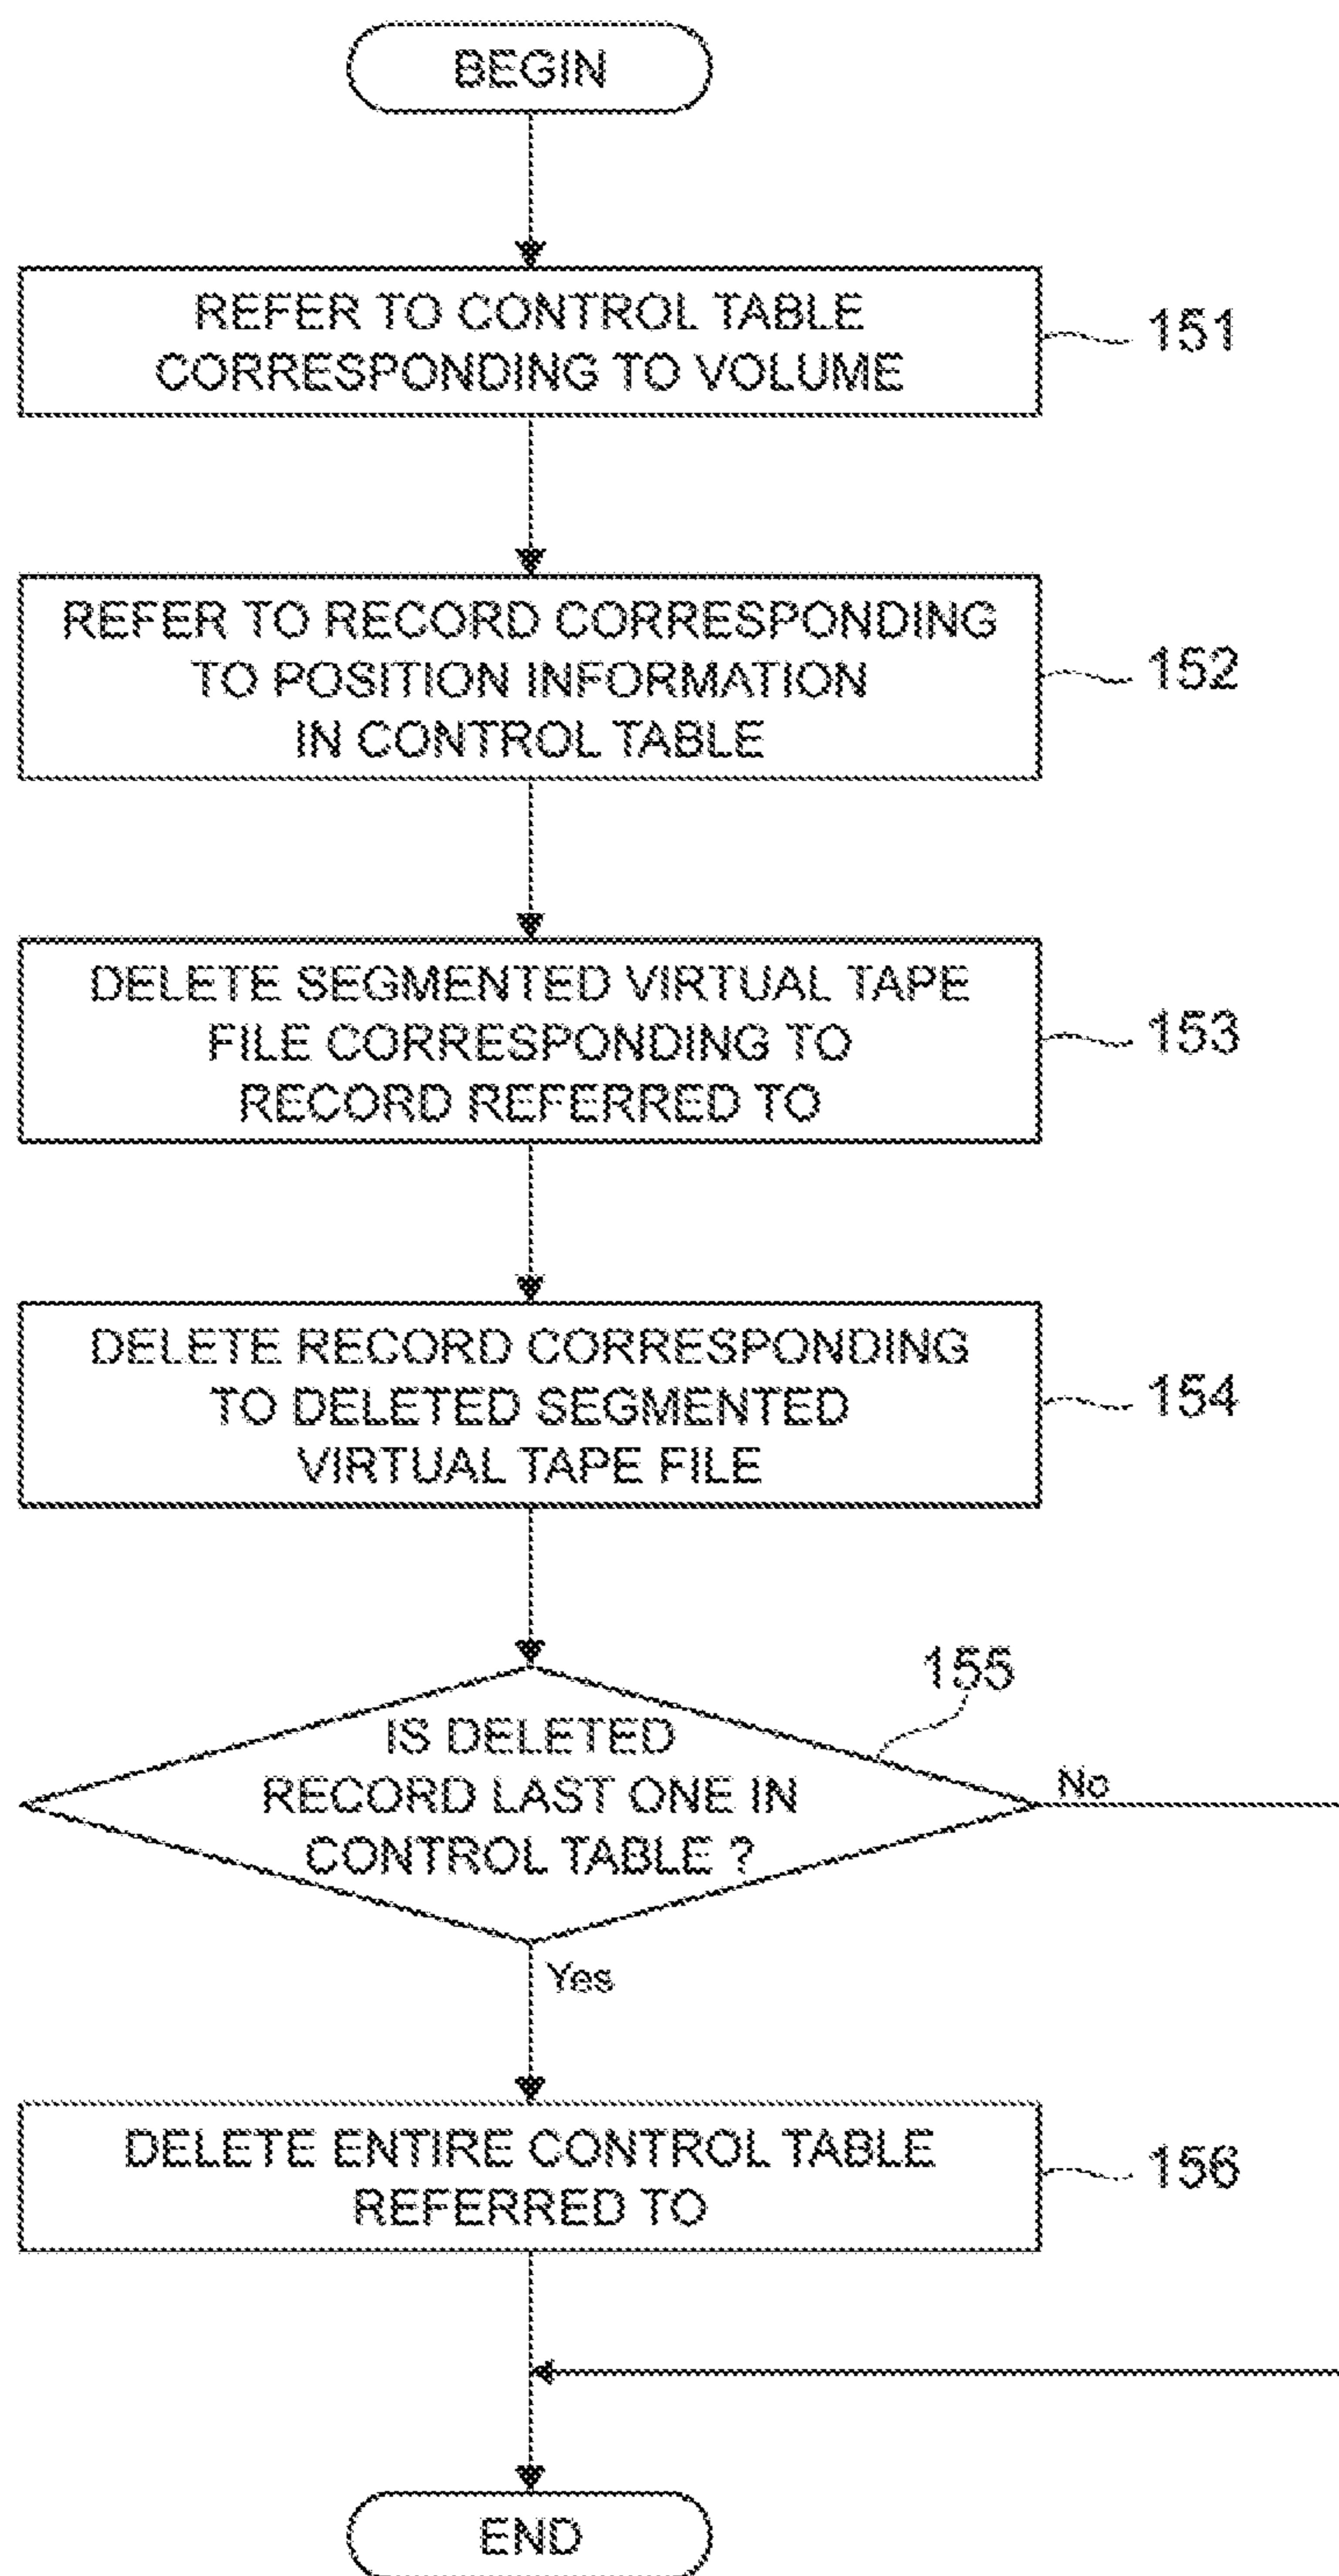 BEGIN
REFER TO CONTROL TABLE
CORRESPONDING TO VOLUME
151
REFER TO RECORD CORRESPONDING
TO POSITION INFORMATION
IN CONTROL TABLE
152
DELETE SEGMENTED VIRTUAL TAPE
FILE CORRESPONDING TO
RECORD REFERRED TO
153
DELETE RECORD CORRESPONDING
TO DELETED SEGMENTED
VIRTUAL TAPE FILE
154
155
IS DELETED
RECORD LAST ONE IN
CONTROL TABLE ?
No
Yes
DELETE ENTIRE CONTROL TABLE
REFERRED TO
156
END